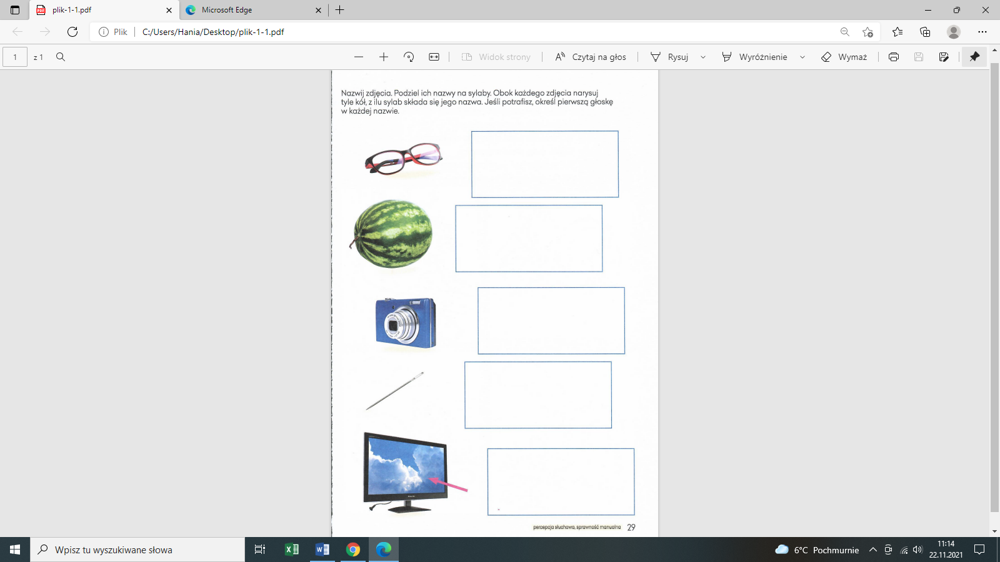 plik-1-1.pdf
Microsoft Edge
Plik
C:/Users/Hania/Desktop/plik-1-1.pdf
1 z 1
Widok strony
Czytaj na głos
Rysuj
Wyróżnienie
Wymaż
Nazwij zdjęcia. Podziel ich nazwy na sylaby. Obok każdego zdjęcia narysuj
tyle kół, z ilu sylab składa się jego nazwa. Jeśli potrafisz, określ pierwszą głoskę
w każdej nazwie.
percepcja słuchowa, sprawność manualna 29
Wpisz tu wyszukiwane słowa
6°C Pochmurnie
11:14
22.11.2021